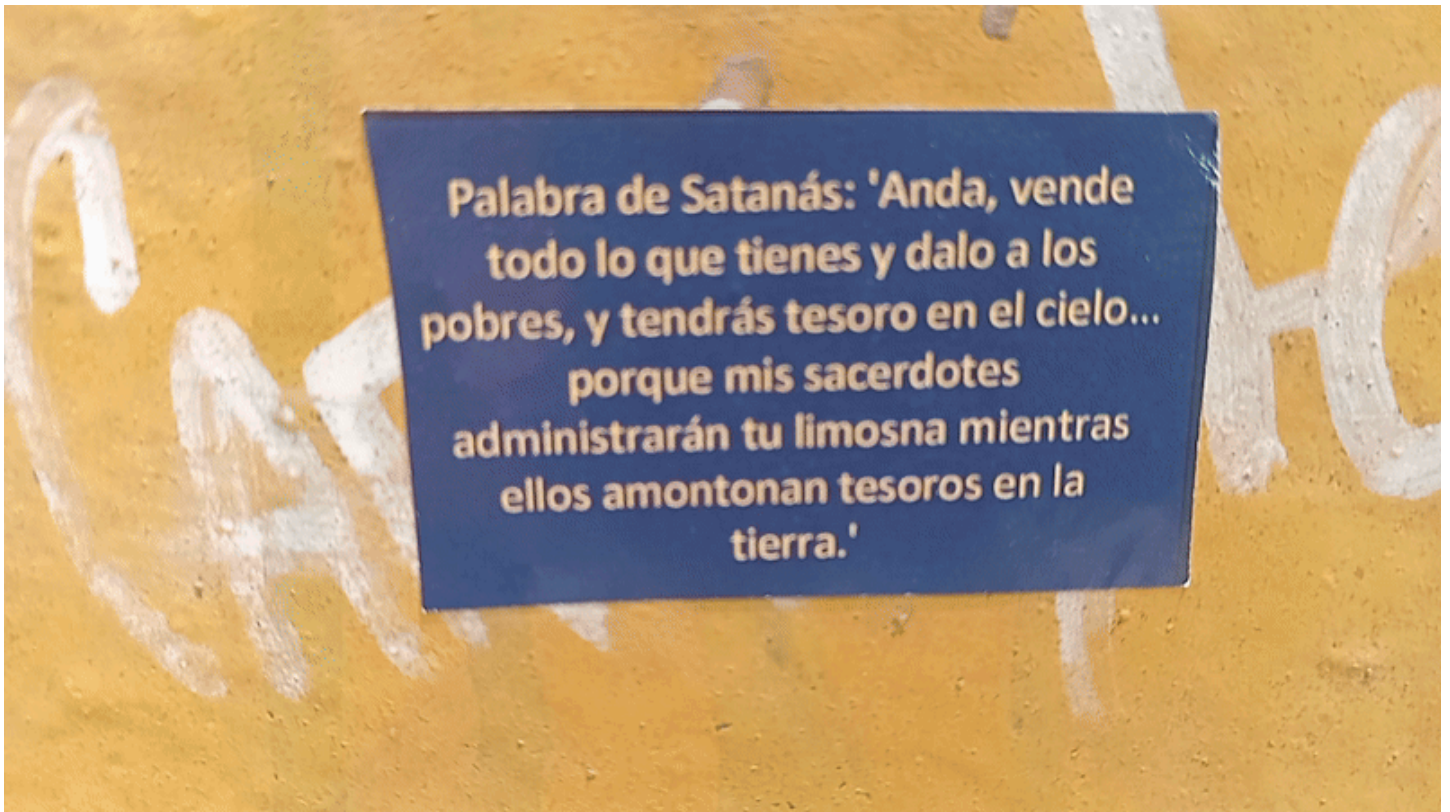 Palabra de Satanás: 'Anda, vende
todo lo que tienes y dalo a los
pobres, y tendrás tesoro en el cielo...
porque mis sacerdotes
administrarán tu limosna mientras
ellos amontonan tesoros en la
tierra.'